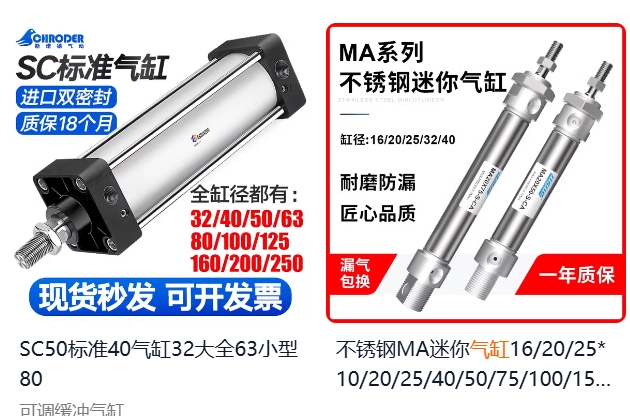 SCHRODER
SC标准气缸
进口双密封
质保18个月
全缸径都有:
32/40/50/63
80/100/125
160/200/250
现货秒发 可开发票
SC50标准40气缸32大全63小型
80
可调缓冲气缸
MA系列
不锈钢迷你气缸
STAINLESS STEEL MINI CYLINDER
缸径:16/20/25/32/40
耐磨防漏
匠心品质
MA20X75-S-CA
MA20X50-S-CA
漏气
包换
一年质保
不锈钢MA迷你气缸16/20/25*
10/20/25/40/50/75/100/15...